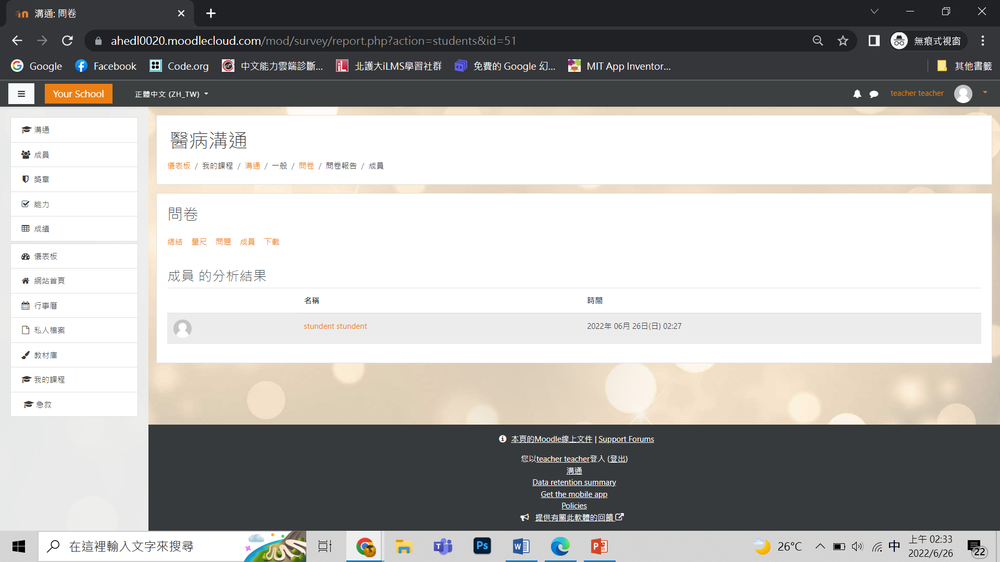 溝通: 問卷
ahedl0020.moodlecloud.com/mod/survey/report.php?action=students&id=51
無痕式視窗
Google
Facebook
Code.org
中文能力雲端診斷...
北護大iLMS學習社群
免費的 Google 幻...
MIT App Inventor...
其他書籤
Your School
正體中文 (ZH_TW)
teacher teacher
溝通
成員
獎章
能力
成績
儀表板
網站首頁
行事曆
私人檔案
教材庫
我的課程
急救
醫病溝通
儀表板 / 我的課程 / 溝通 / 一般 / 問卷 / 問卷報告 / 成員
問卷
總結 量尺 問題 成員 下載
成員 的分析結果
名稱 時間
stundent stundent 2022年 06月 26日(日) 02:27
本頁的Moodle線上文件 | Support Forums
您以teacher teacher登入 (登出)
溝通
Data retention summary
Get the mobile app
Policies
提供有關此軟體的回饋
在這裡輸入文字來搜尋
Ps
26°C
中
上午 02:33
2022/6/26
22